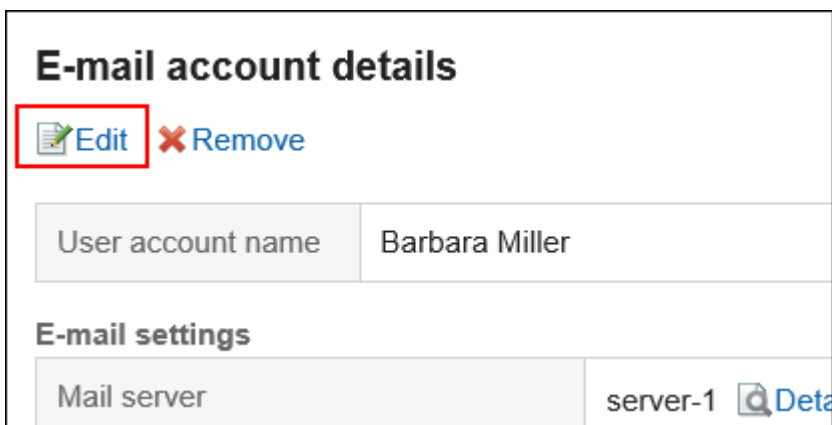 E-mail account details
Edit Remove
User account name Barbara Miller
E-mail settings
Mail server server-1